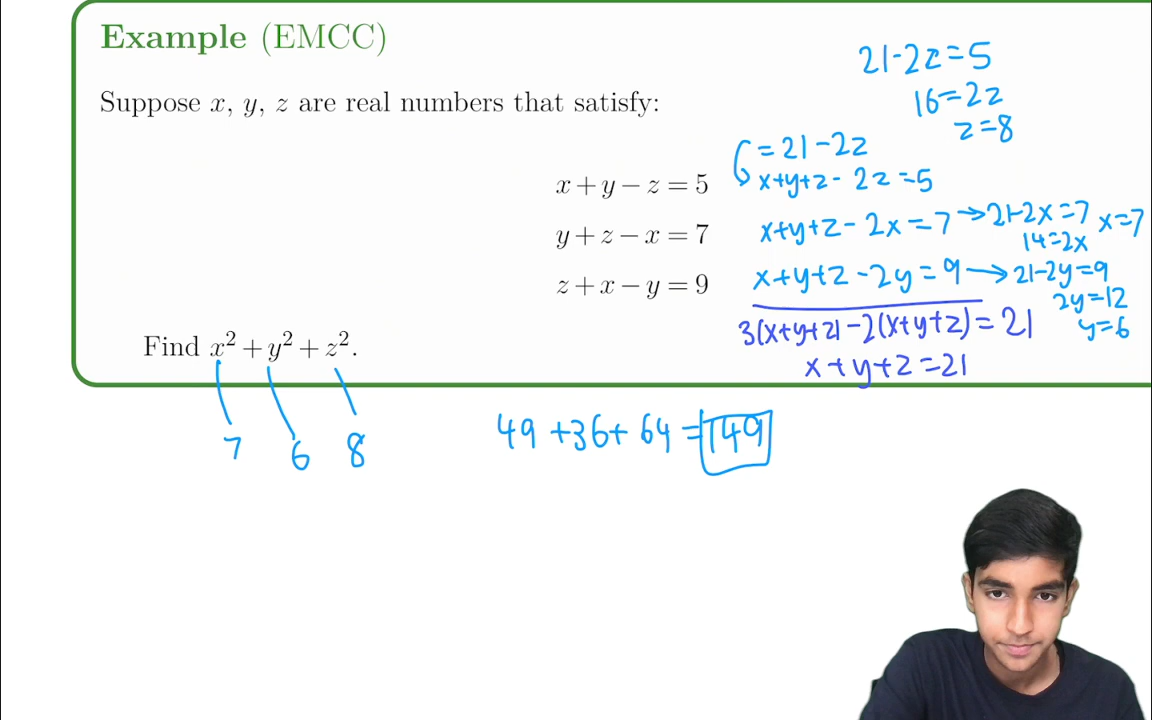 Example (EMCC)
Suppose x, y, z are real numbers that satisfy:
x + y − z = 5
y + z − x = 7
z + x − y = 9
Find x² + y² + z².
7 6 8
21-2z=5
16=2z
z=8
=21-2z
x+y+z-2z=5
x+y+z-2x=7→21-2x=7 x=7
14=2x
x+y+z-2y=9→21-2y=9
2y=12
y=6
3(x+y+z)-2(x+y+z)=21
x+y+z=21
49+36+64=149